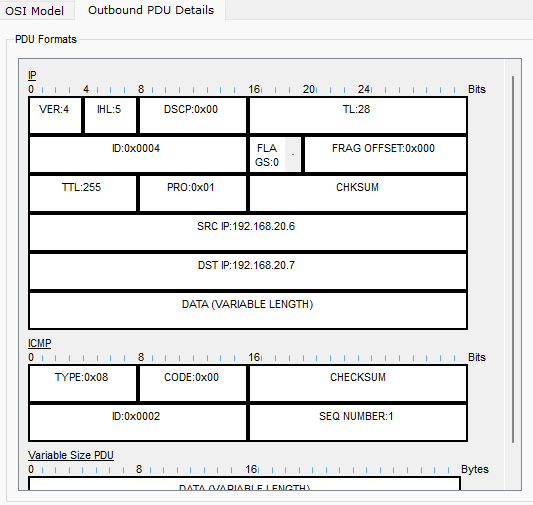 OSI Model Outbound PDU Details
PDU Formats
IP
0 4 8 16 20 24 Bits
VER:4 IHL:5 DSCP:0x00 TL:28
ID:0x0004 FLA GS:0 FRAG OFFSET:0x000
TTL:255 PRO:0x01 CHKSUM
SRC IP:192.168.20.6
DST IP:192.168.20.7
DATA (VARIABLE LENGTH)
ICMP
0 8 16 Bits
TYPE:0x08 CODE:0x00 CHECKSUM
ID:0x0002 SEQ NUMBER:1
Variable Size PDU
0 8 16 Bytes
DATA (VARIABLE LENGTH)